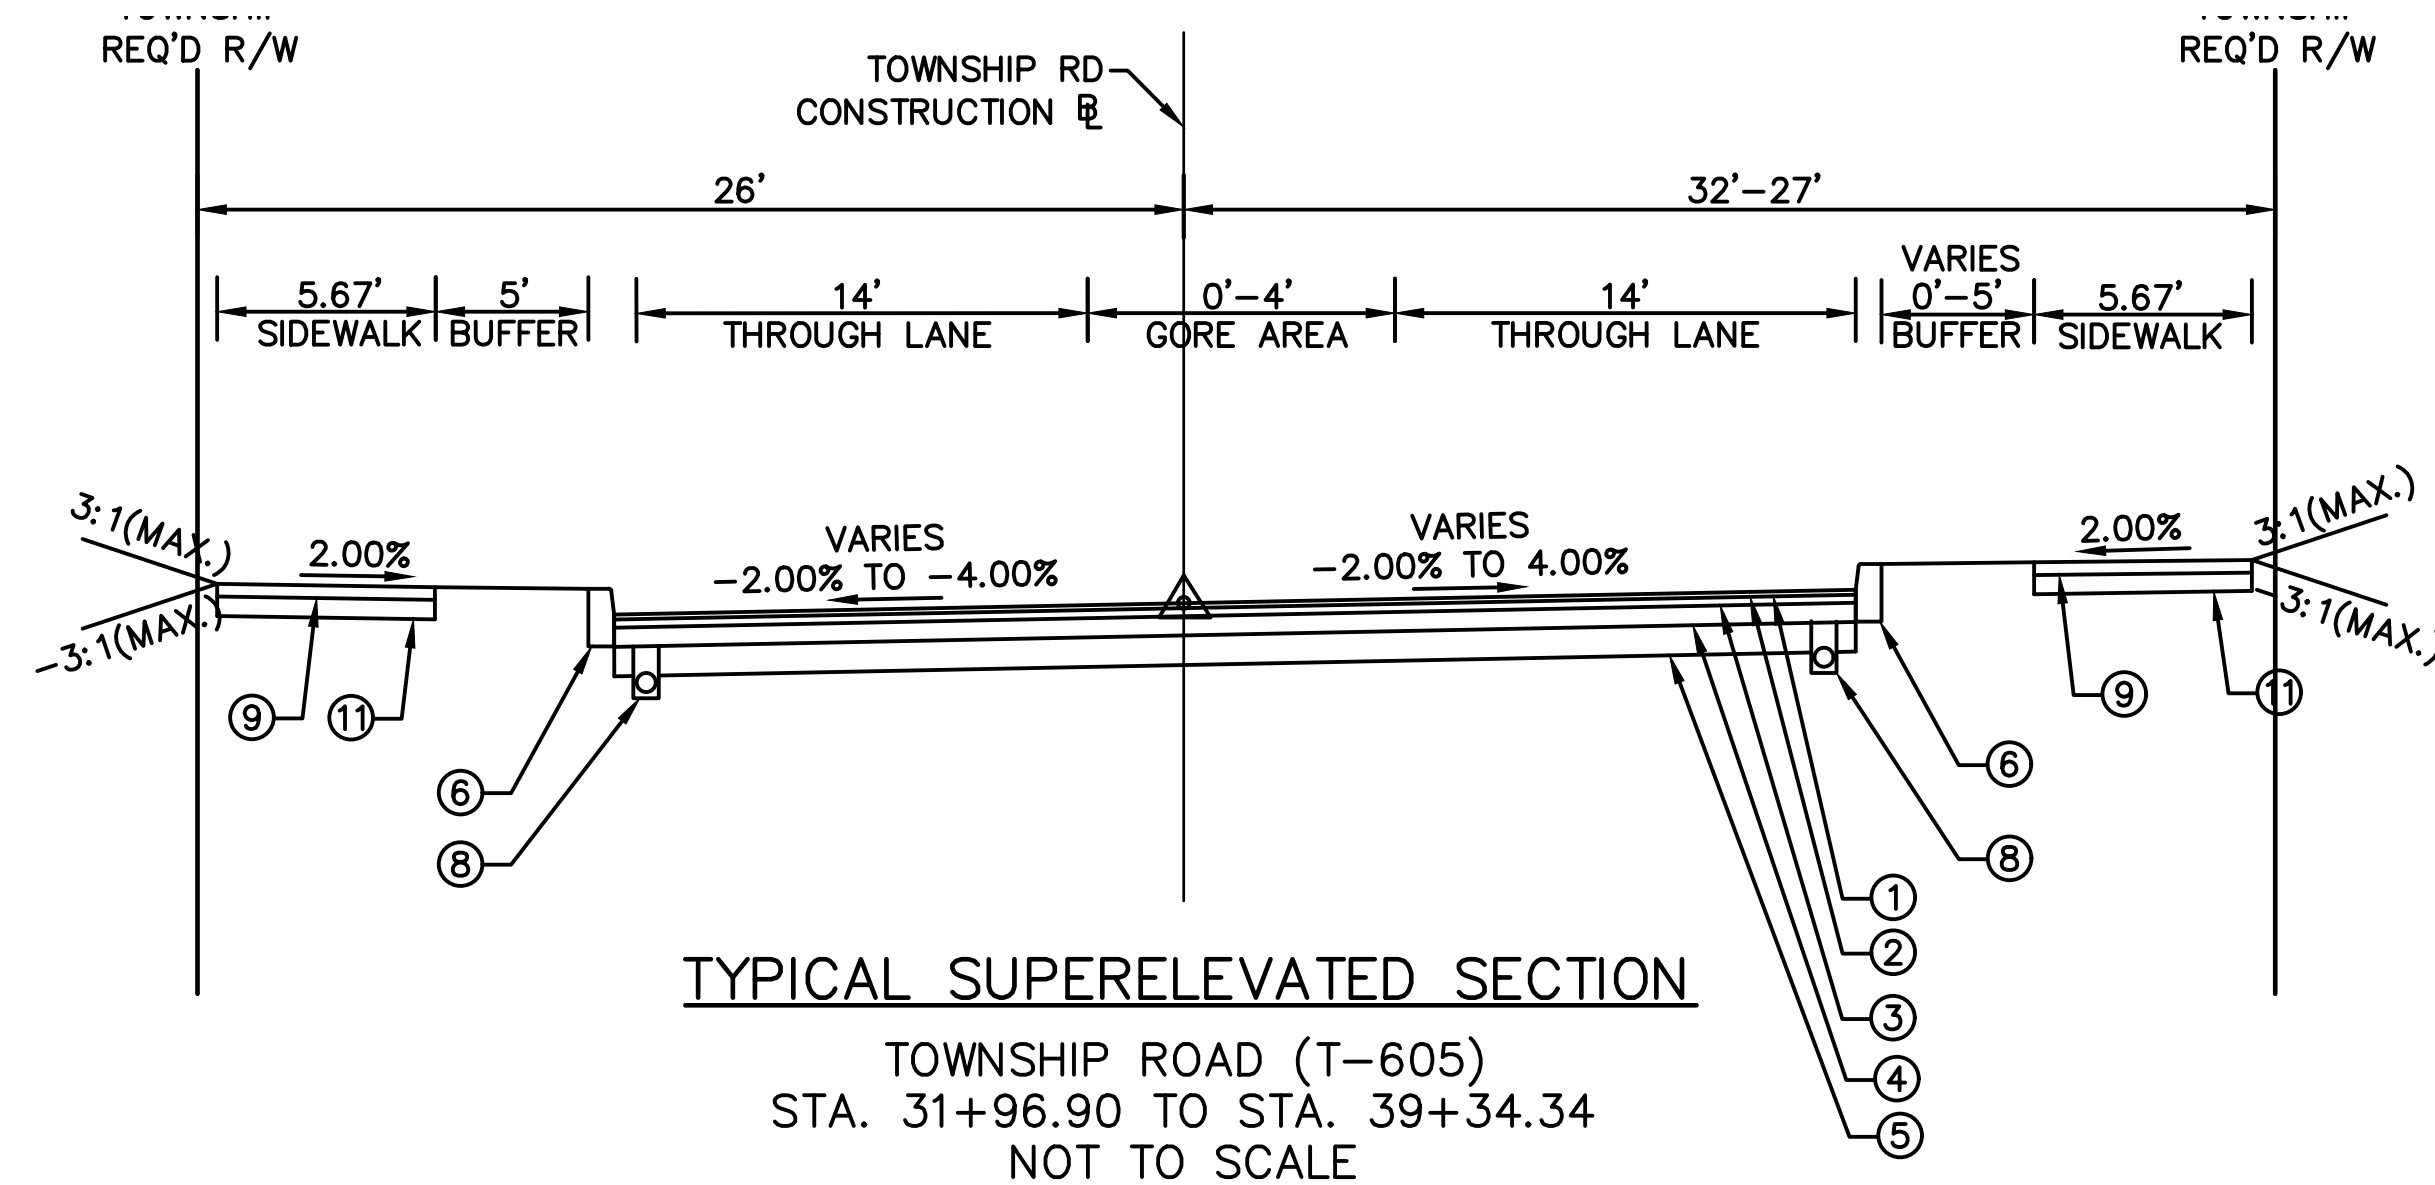 REQ'D R/W
REQ'D R/W
TOWNSHIP RD
CONSTRUCTION BL
26'
32'-27'
5.67'
SIDEWALK
5'
BUFFER
14'
THROUGH LANE
0'-4'
GORE AREA
14'
THROUGH LANE
VARIES
0'-5'
BUFFER
5.67'
SIDEWALK
3:1(MAX.)
-3:1(MAX.)
2.00%
VARIES
-2.00% TO -4.00%
VARIES
-2.00% TO 4.00%
2.00%
3:1(MAX.)
3:1(MAX.)
9
11
6
8
9
11
6
8
1
2
3
4
5
TYPICAL SUPERELEVATED SECTION
TOWNSHIP ROAD (T-605)
STA. 31+96.90 TO STA. 39+34.34
NOT TO SCALE